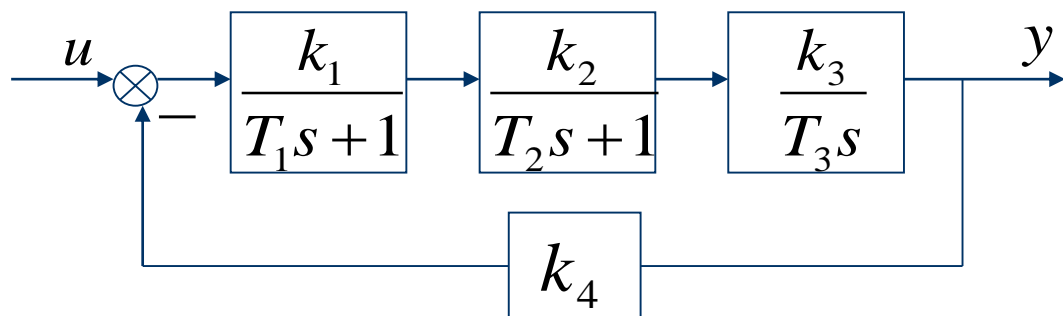 u
k₁
T₁s + 1
k₂
T₂s + 1
k₃
T₃s
y
−
k₄